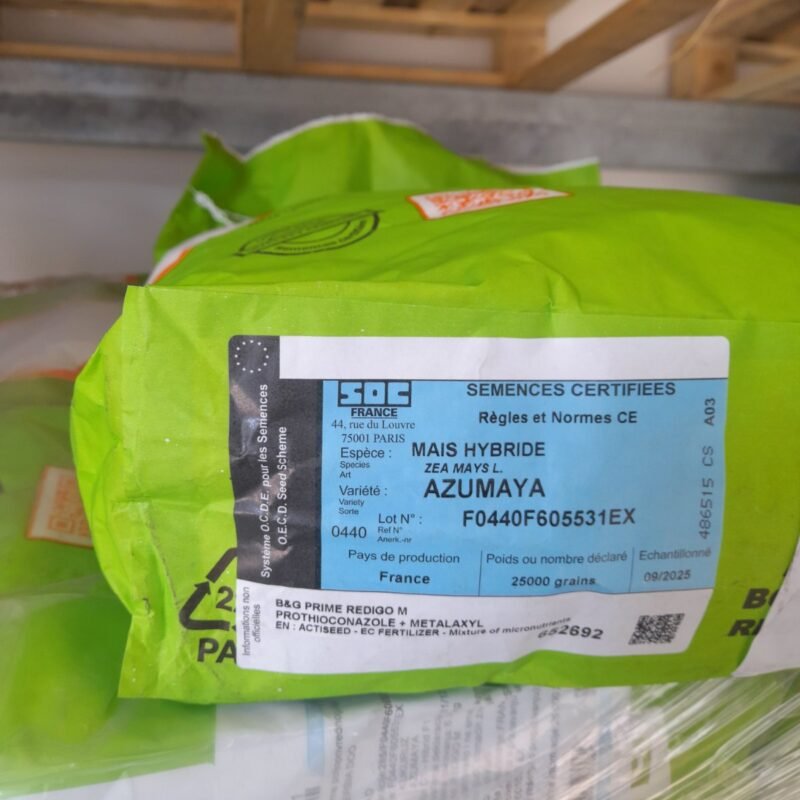 SOC
FRANCE
44, rue du Louvre
75001 PARIS
SEMENCES CERTIFIEES
Règles et Normes CE
Espèce : MAIS HYBRIDE
Species
Art
ZEA MAYS L.
Variété : AZUMAYA
Variety
Sorte
0440
Lot N° : F0440F605531EX
Ref N°
Anerk.-nr
Pays de production
France
Poids ou nombre déclaré
25000 grains
Echantillonné
09/2025
486515 CS A03
Système O.C.D.E. pour les Semences
O.E.C.D. Seed Scheme
Informations non
officielles
B&G PRIME REDIGO M
PROTHIOCONAZOLE + METALAXYL
EN : ACTISEED - EC FERTILIZER - Mixture of micronutrients
652692
PA